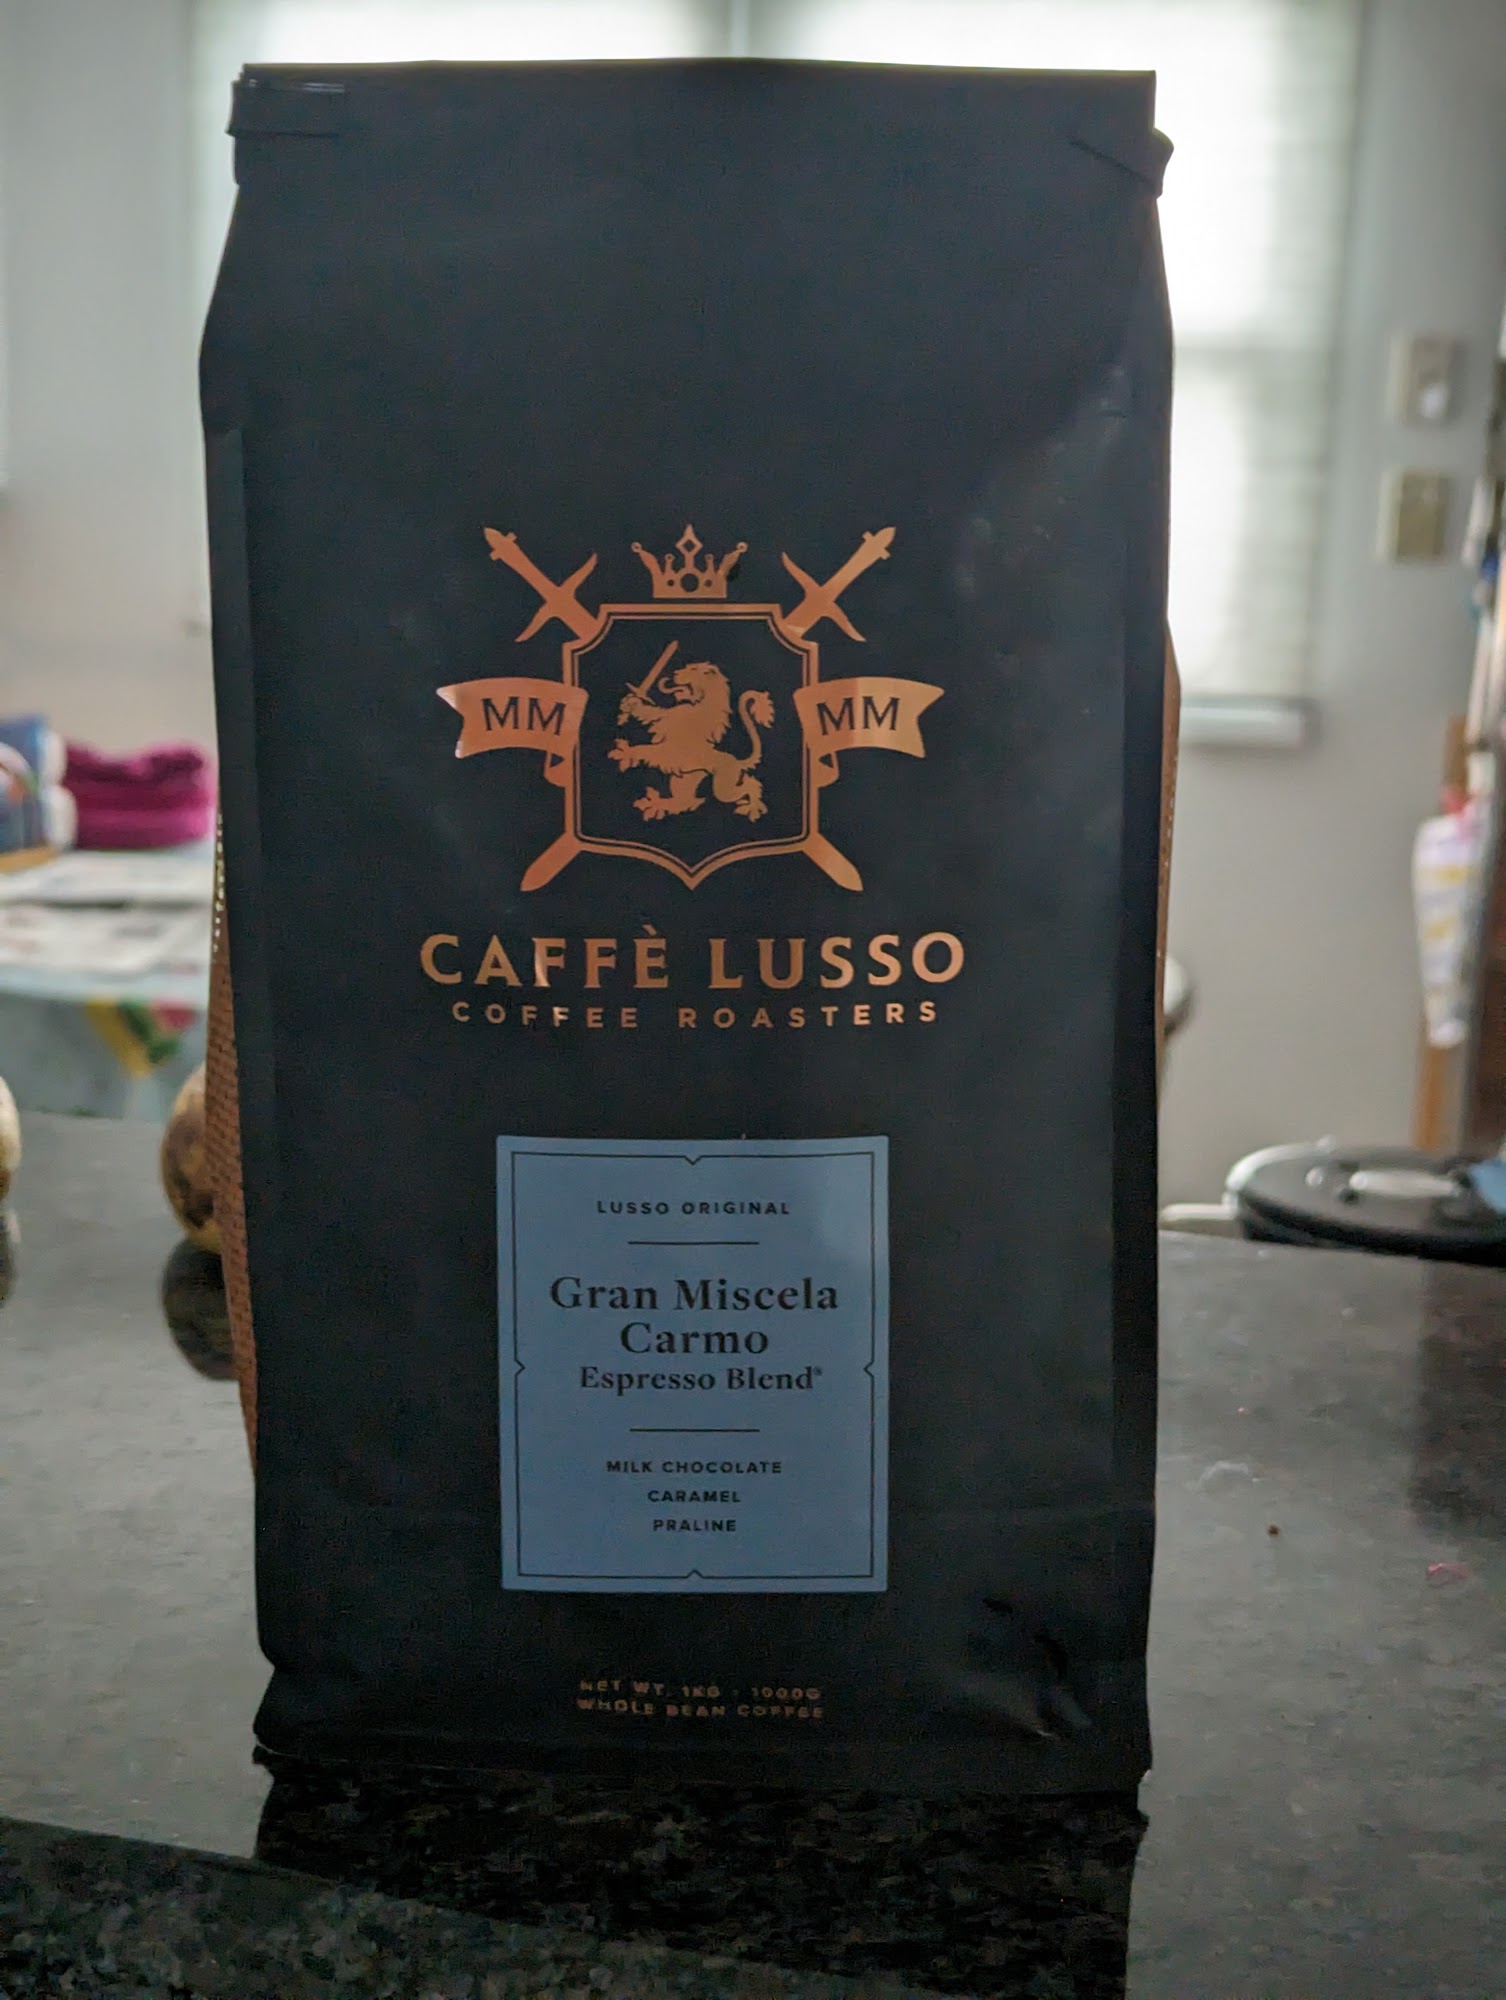 MM MM
CAFFÈ LUSSO
COFFEE ROASTERS
LUSSO ORIGINAL
Gran Miscela
Carmo
Espresso Blend®
MILK CHOCOLATE
CARAMEL
PRALINE
NET WT. 1KG - 1000G
WHOLE BEAN COFFEE